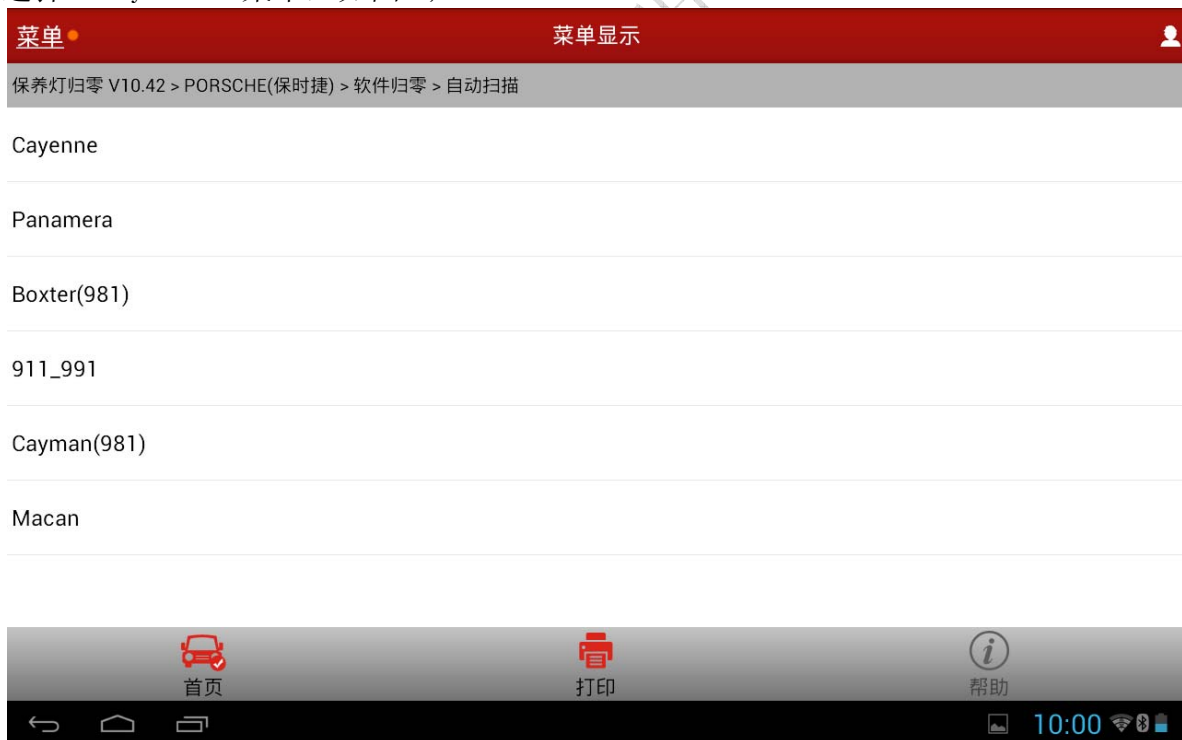 菜单
菜单显示
保养灯归零 V10.42 > PORSCHE(保时捷) > 软件归零 > 自动扫描
Cayenne
Panamera
Boxter(981)
911_991
Cayman(981)
Macan
首页
打印
帮助
10:00